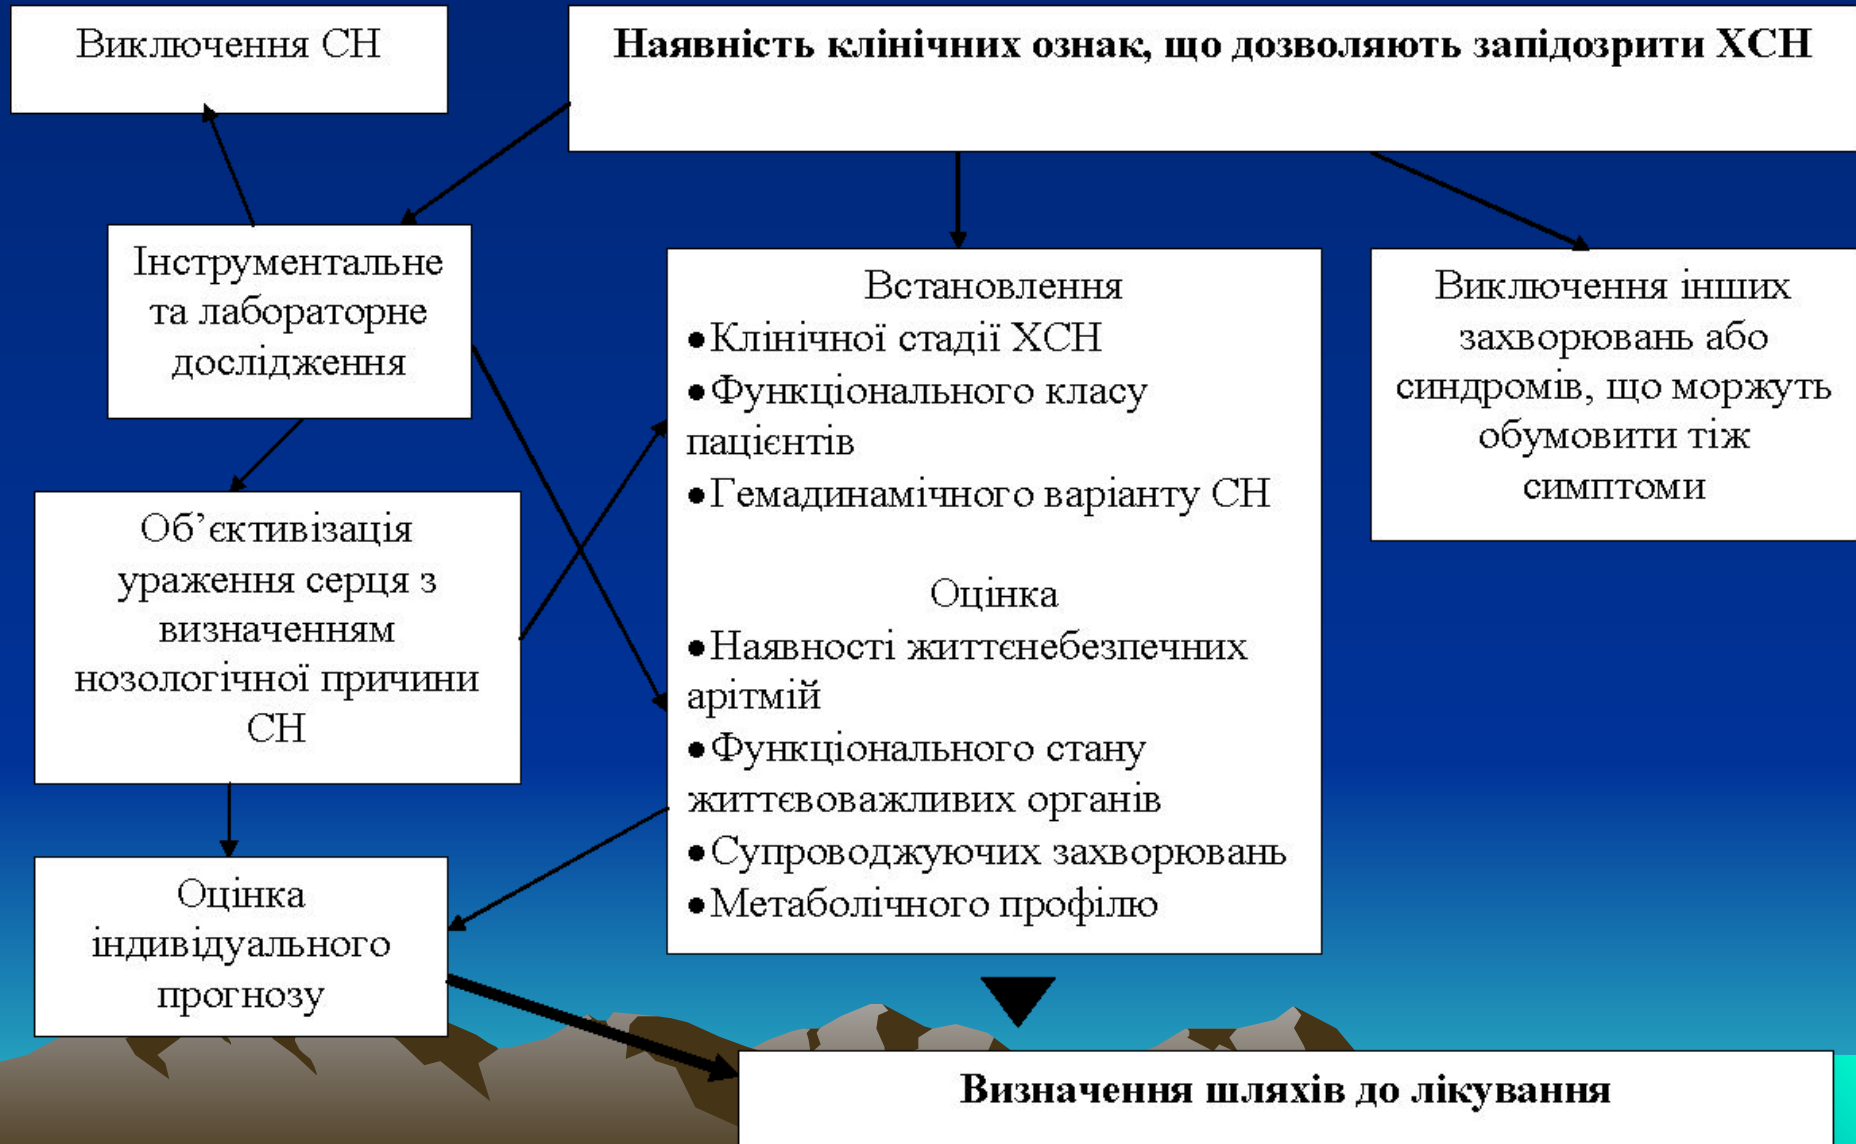 Виключення СН
Наявність клінічних ознак, що дозволяють запідозрити ХСН
Інструментальне
та лабораторне
дослідження
Встановлення
•Клінічної стадії ХСН
•Функціонального класу
пацієнтів
•Гемадинамічного варіанту СН
Оцінка
•Наявності життєнебезпечних
арітмій
•Функціонального стану
життєвоважливих органів
•Супроводжуючих захворювань
•Метаболічного профілю
Виключення інших
захворювань або
синдромів, що моржуть
обумовити тіж
симптоми
Об’єктивізація
ураження серця з
визначенням
нозологічної причини
СН
Оцінка
індивідуального
прогнозу
Визначення шляхів до лікування